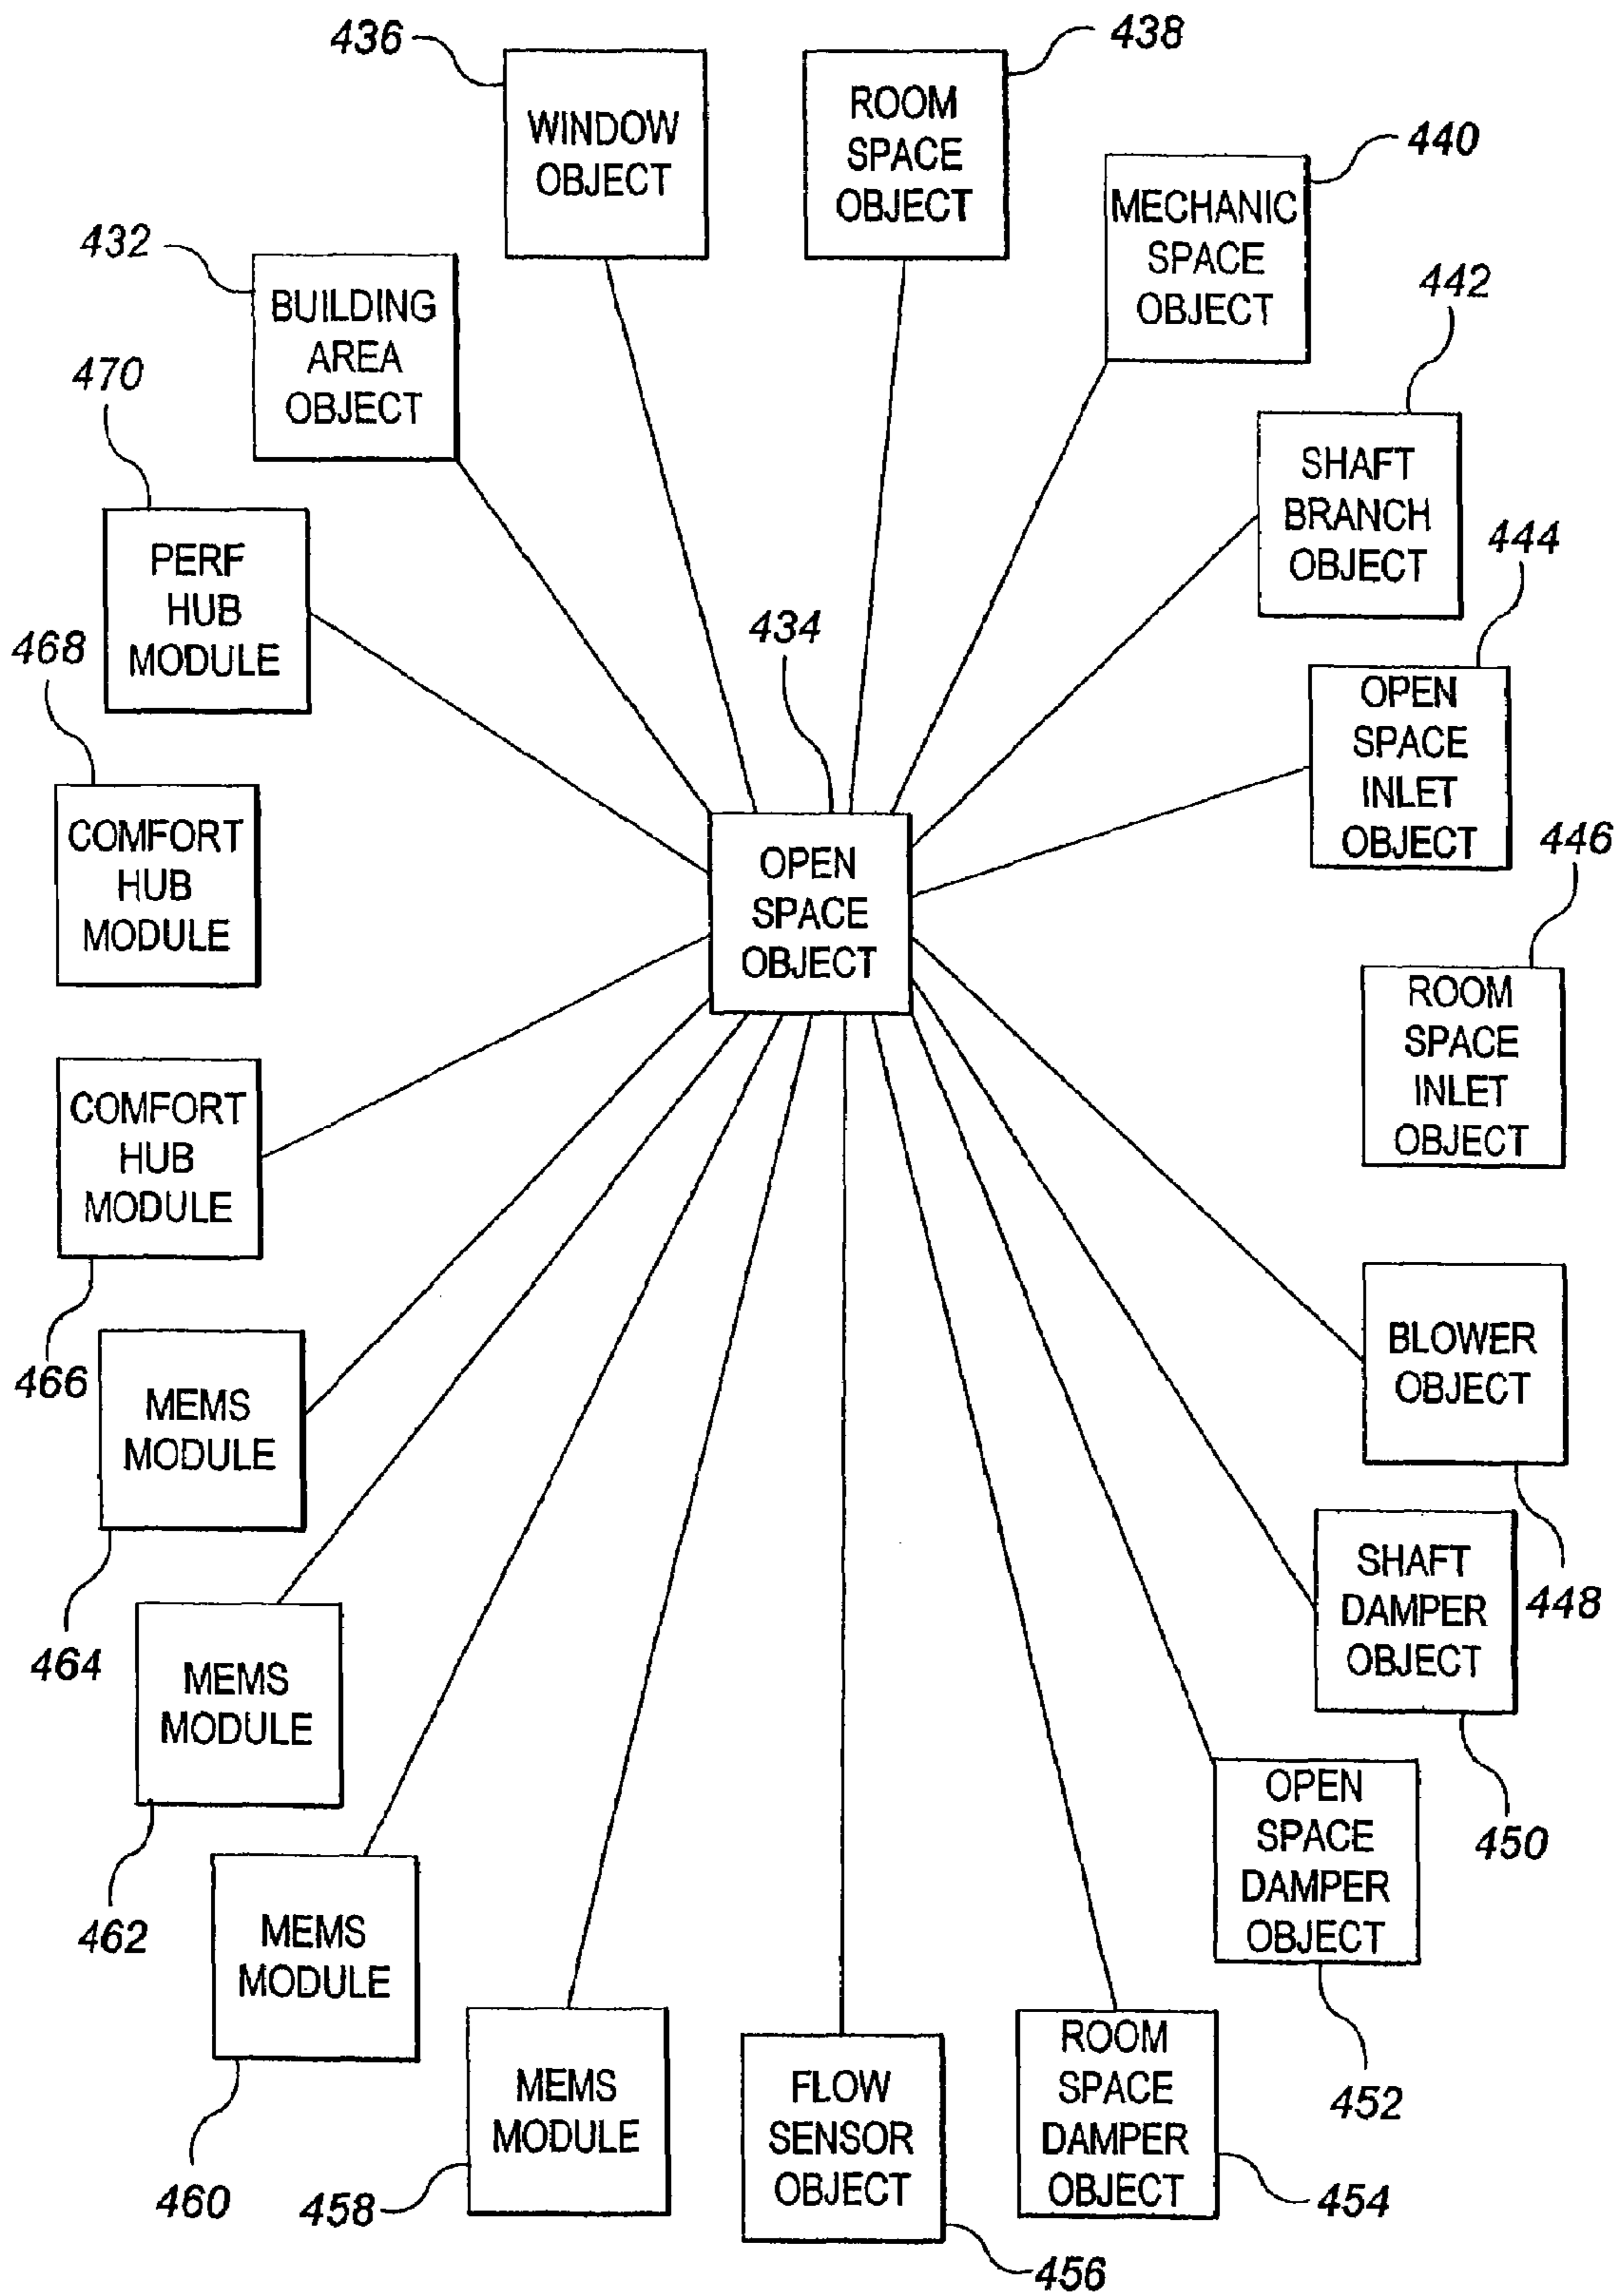 436
WINDOW
OBJECT
438
ROOM
SPACE
OBJECT
440
MECHANIC
SPACE
OBJECT
432
BUILDING
AREA
OBJECT
442
SHAFT
BRANCH
OBJECT
470
PERF
HUB
MODULE
444
OPEN
SPACE
INLET
OBJECT
434
OPEN
SPACE
OBJECT
468
COMFORT
HUB
MODULE
446
ROOM
SPACE
INLET
OBJECT
COMFORT
HUB
MODULE
466
BLOWER
OBJECT
448
MEMS
MODULE
464
SHAFT
DAMPER
OBJECT
450
MEMS
MODULE
462
OPEN
SPACE
DAMPER
OBJECT
452
MEMS
MODULE
460
MEMS
MODULE
458
FLOW
SENSOR
OBJECT
456
ROOM
SPACE
DAMPER
OBJECT
454